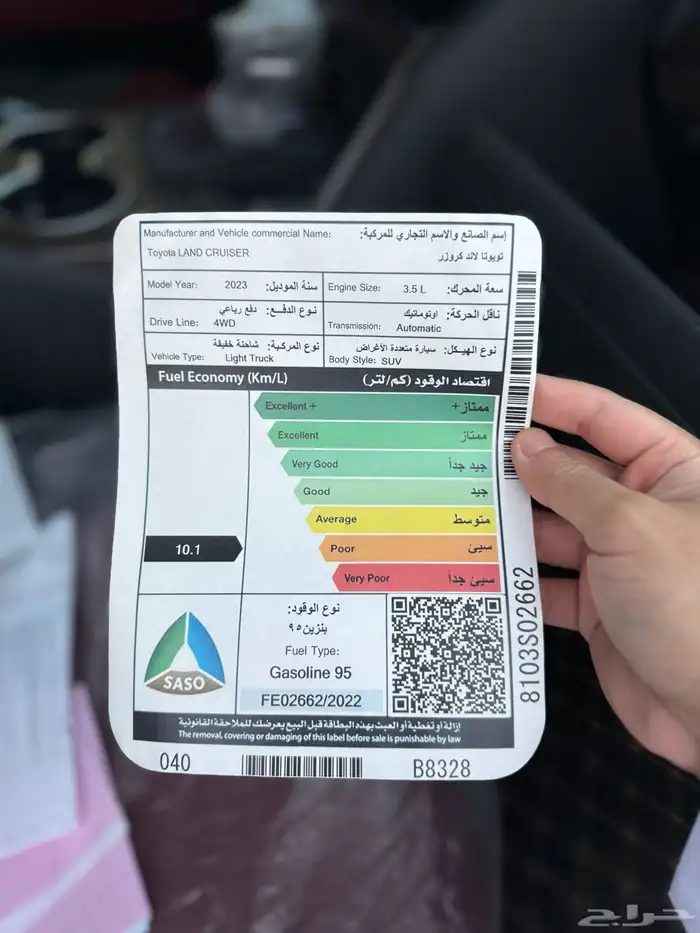 Manufacturer and Vehicle commercial Name: إسم الصانع والاسم التجاري للمركبة:
Toyota LAND CRUISER تويوتا لاند كروزر
Model Year: 2023 سنة الموديل:
Engine Size: 3.5 L سعة المحرك:
نوع الدفع: دفع رباعي
Drive Line: 4WD
ناقل الحركة: اوتوماتيك
Transmission: Automatic
نوع المركبة: شاحنة خفيفة
Vehicle Type: Light Truck
نوع الهيكل: سيارة متعددة الأغراض
Body Style: SUV
Fuel Economy (Km/L) اقتصاد الوقود (كم/لتر)
Excellent + ممتاز+
Excellent ممتاز
Very Good جيد جداً
Good جيد
Average متوسط
10.1
Poor سيئ
Very Poor سيئ جداً
SASO
نوع الوقود:
بنزين ٩٥
Fuel Type:
Gasoline 95
FE02662/2022
8103S02662
إزالة أو تغطية أو العبث بهذه البطاقة قبل البيع يعرضك للملاحقة القانونية
The removal, covering or damaging of this label before sale is punishable by law
040
B8328
حراج